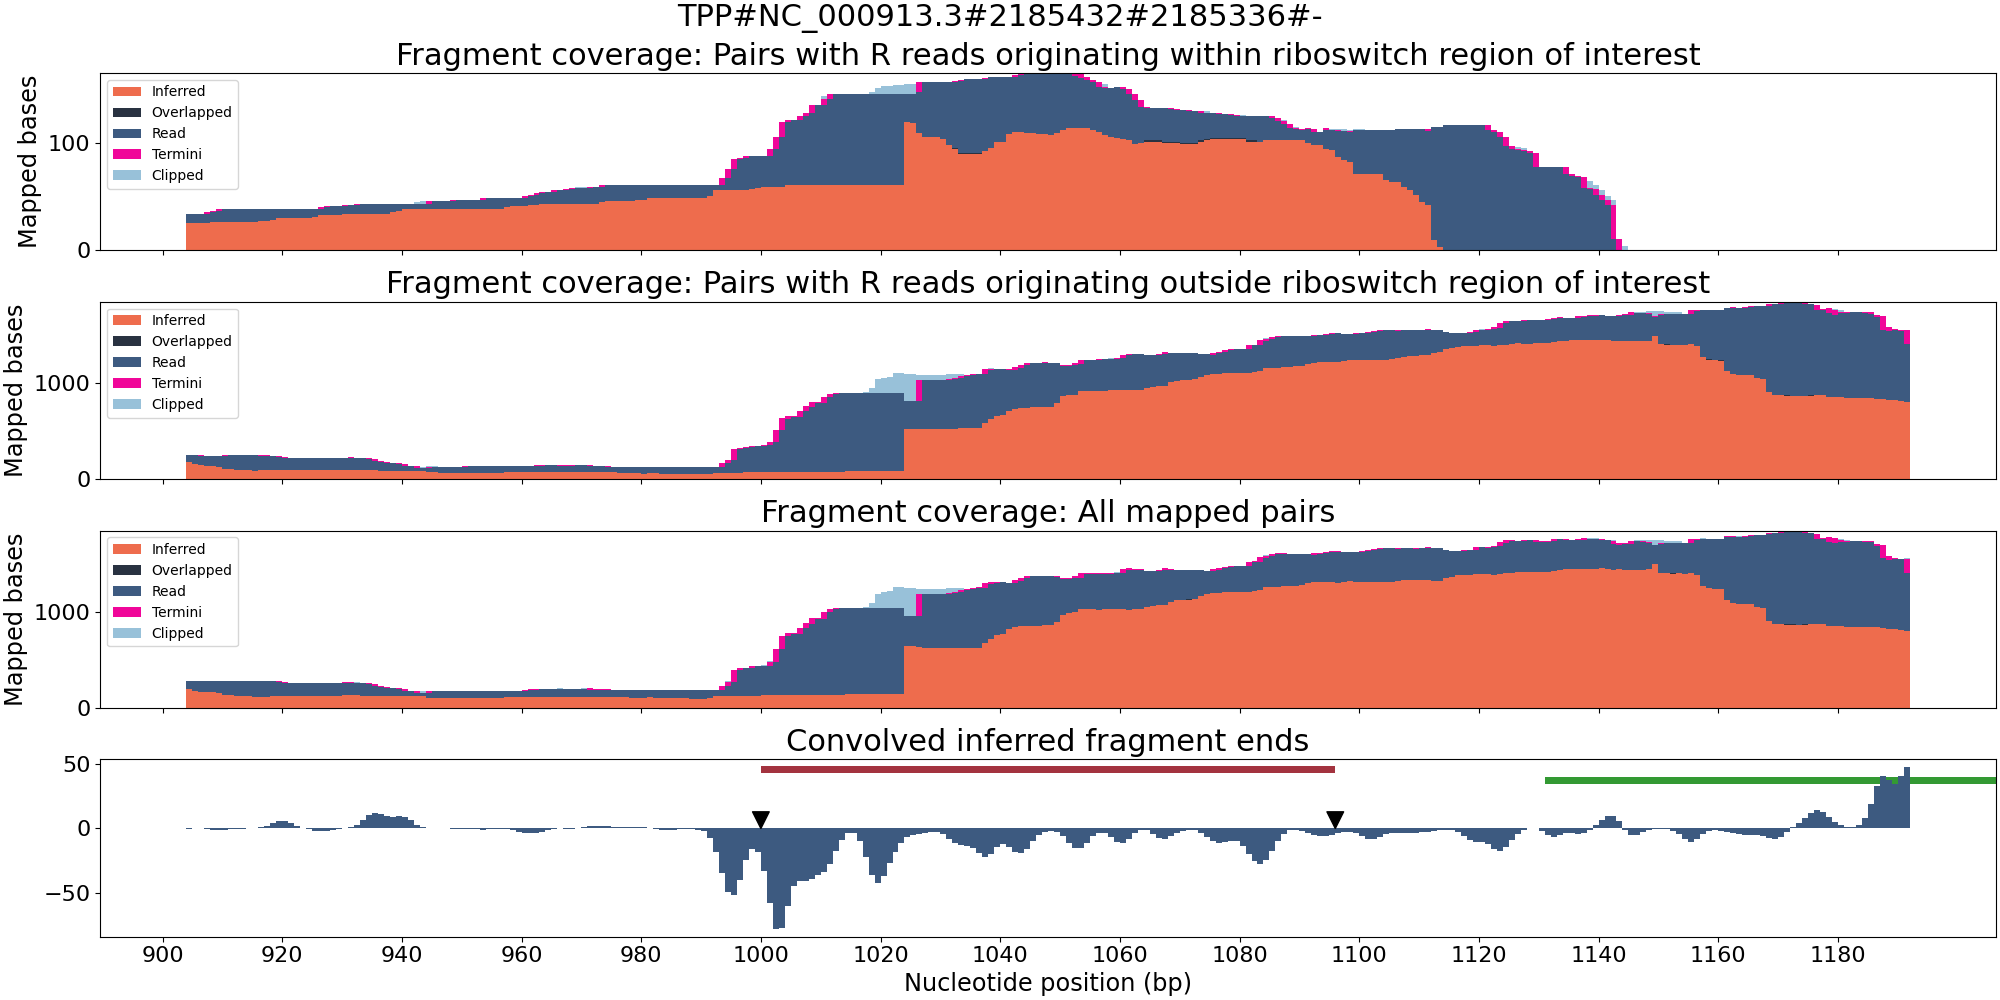 TPP#NC_000913.3#2185432#2185336#-
Fragment coverage: Pairs with R reads originating within riboswitch region of interest
Mapped bases
100
0
Inferred
Overlapped
Read
Termini
Clipped
Fragment coverage: Pairs with R reads originating outside riboswitch region of interest
Mapped bases
1000
0
Inferred
Overlapped
Read
Termini
Clipped
Fragment coverage: All mapped pairs
Mapped bases
1000
0
Inferred
Overlapped
Read
Termini
Clipped
Convolved inferred fragment ends
50
0
−50
900 920 940 960 980 1000 1020 1040 1060 1080 1100 1120 1140 1160 1180
Nucleotide position (bp)